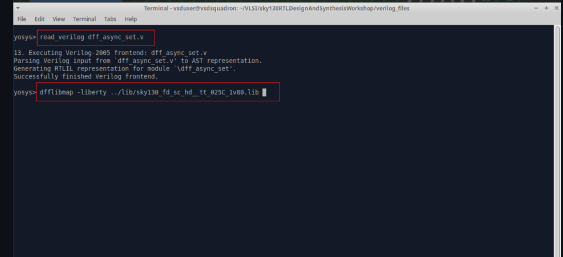 Terminal - vsduser@vsdsquadron: ~/VLSI/sky130RTLDesignAndSynthesisWorkshop/verilog_files
File Edit View Terminal Tabs Help
yosys> read_verilog dff_async_set.v
13. Executing Verilog-2005 frontend: dff_async_set.v
Parsing Verilog input from `dff_async_set.v' to AST representation.
Generating RTLIL representation for module `\dff_async_set'.
Successfully finished Verilog frontend.
yosys> dfflibmap -liberty ../lib/sky130_fd_sc_hd__tt_025C_1v80.lib